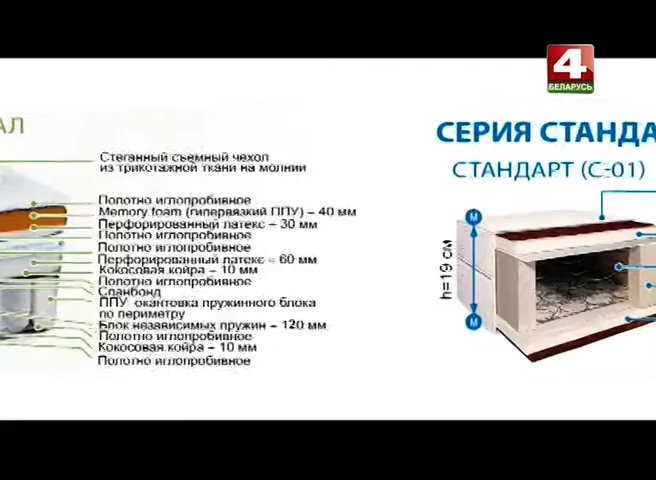 4
БЕЛАРУСЬ
АЛ
Стеганный съемный чехол
из трикотажной ткани на молнии
Полотно иглопробивное
Memory foam (гипервязкий ППУ) – 40 мм
Перфорированный латекс – 30 мм
Полотно иглопробивное
Полотно иглопробивное
Перфорированный латекс – 60 мм
Кокосовая койра – 10 мм
Полотно иглопробивное
Спанбонд
ППУ окантовка пружинного блока
по периметру
Блок независимых пружин – 120 мм
Полотно иглопробивное
Кокосовая койра – 10 мм
Полотно иглопробивное
СЕРИЯ СТАНДА
СТАНДАРТ (С-01)
М
h=19 см
М